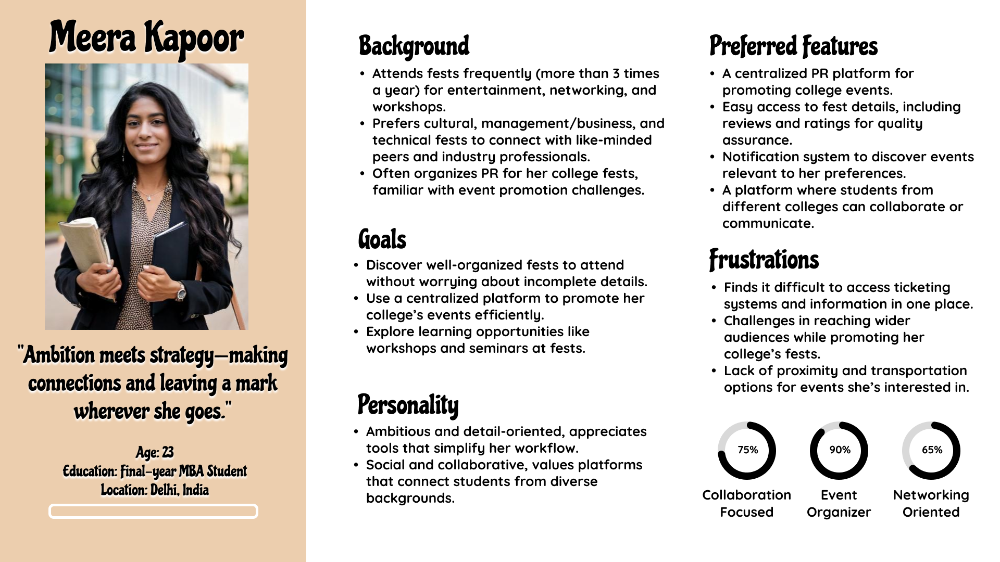 Meera Kapoor
"Ambition meets strategy—making
connections and leaving a mark
wherever she goes."
Age: 23
Education: Final-year MBA Student
Location: Delhi, India
Background
• Attends fests frequently (more than 3 times
a year) for entertainment, networking, and
workshops.
• Prefers cultural, management/business, and
technical fests to connect with like-minded
peers and industry professionals.
• Often organizes PR for her college fests,
familiar with event promotion challenges.
Goals
• Discover well-organized fests to attend
without worrying about incomplete details.
• Use a centralized platform to promote her
college’s events efficiently.
• Explore learning opportunities like
workshops and seminars at fests.
Personality
• Ambitious and detail-oriented, appreciates
tools that simplify her workflow.
• Social and collaborative, values platforms
that connect students from diverse
backgrounds.
Preferred Features
• A centralized PR platform for
promoting college events.
• Easy access to fest details, including
reviews and ratings for quality
assurance.
• Notification system to discover events
relevant to her preferences.
• A platform where students from
different colleges can collaborate or
communicate.
Frustrations
• Finds it difficult to access ticketing
systems and information in one place.
• Challenges in reaching wider
audiences while promoting her
college’s fests.
• Lack of proximity and transportation
options for events she’s interested in.
75%
Collaboration
Focused
90%
Event
Organizer
65%
Networking
Oriented